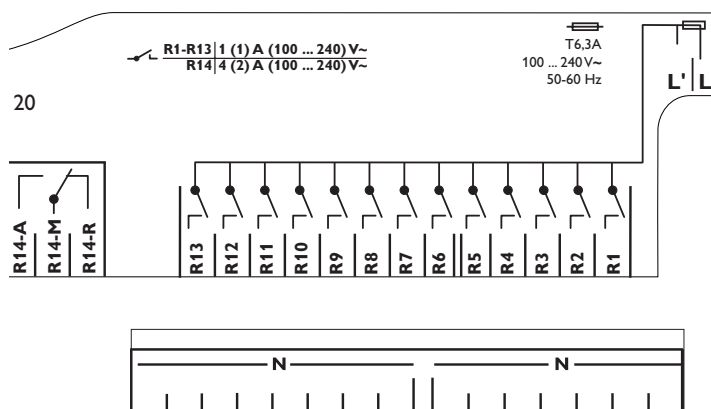 R1-R13 1 (1) A (100 ... 240) V~
R14 4 (2) A (100 ... 240) V~
T6,3A
100 ... 240 V~
50-60 Hz
L' L
20
R14-A R14-M R14-R R13 R12 R11 R10 R9 R8 R7 R6 R5 R4 R3 R2 R1
N N